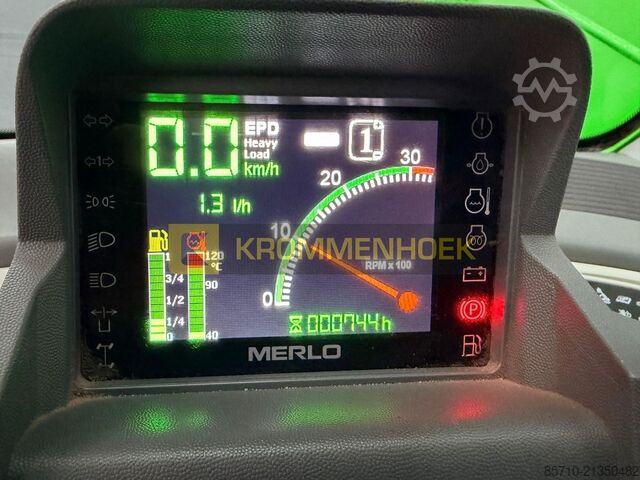 0.0 EPD
Heavy
Load
km/h
1
1.3 l/h
30
20
10
0
RPM x 100
1
3/4
1/2
1/4
0
120
°C
90
40
KROMMENHOEK
000744h
MERLO
1
P
85710-21350482